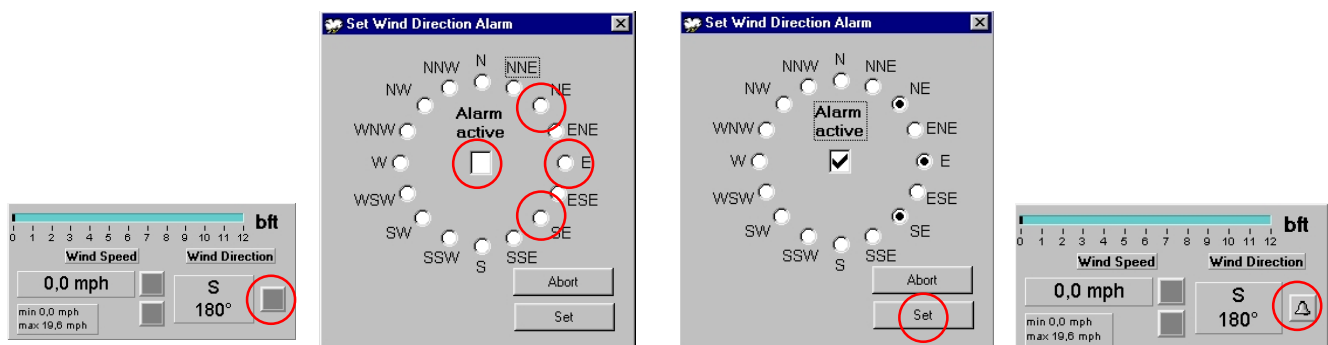 bft
0 1 2 3 4 5 6 7 8 9 10 11 12
Wind Speed Wind Direction
0,0 mph
S
180°
min 0,0 mph
max 19,6 mph
Set Wind Direction Alarm
N
NNW NNE
NW NE
Alarm
active
WNW ENE
W E
WSW ESE
SW SE
SSW SSE
S
Abort
Set
Set Wind Direction Alarm
N
NNW NNE
NW NE
Alarm
active
WNW ENE
W E
WSW ESE
SW SE
SSW SSE
S
Abort
Set
bft
0 1 2 3 4 5 6 7 8 9 10 11 12
Wind Speed Wind Direction
0,0 mph
S
180°
min 0,0 mph
max 19,6 mph